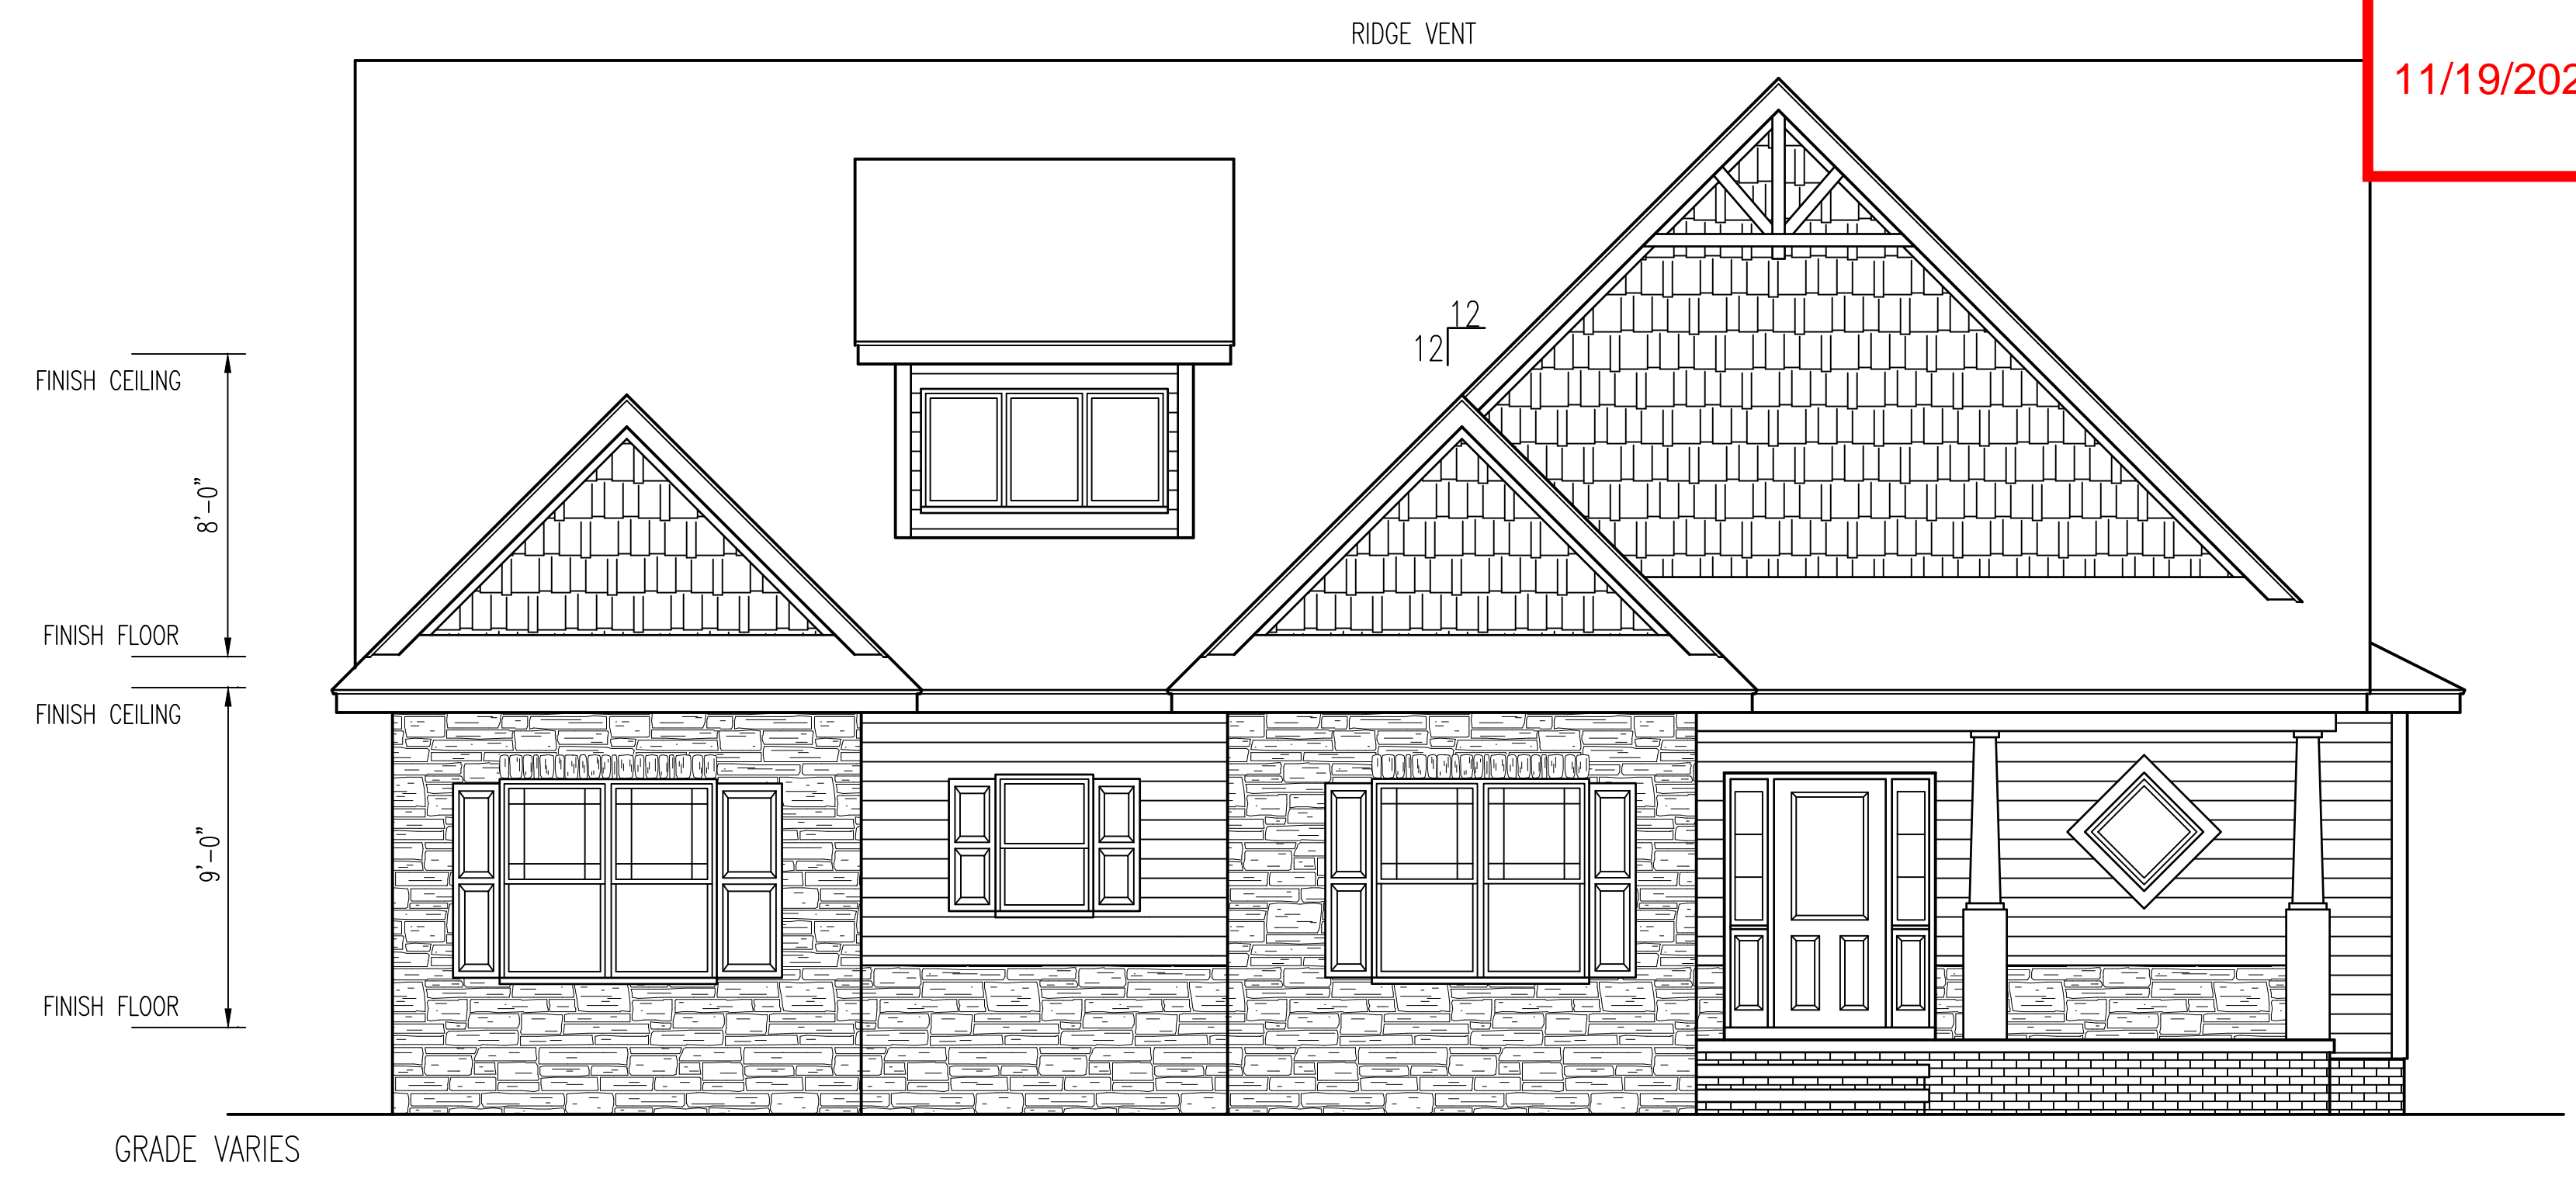 RIDGE VENT
11/19/202
12
12
FINISH CEILING
8'-0"
FINISH FLOOR
FINISH CEILING
9'-0"
FINISH FLOOR
GRADE VARIES